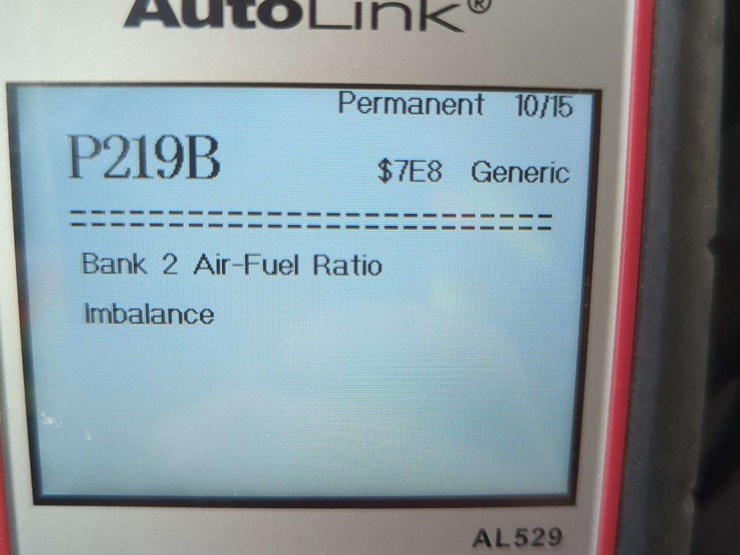 AutoLink®
Permanent 10/15
P219B
$7E8 Generic
==============================
Bank 2 Air-Fuel Ratio
Imbalance
AL529